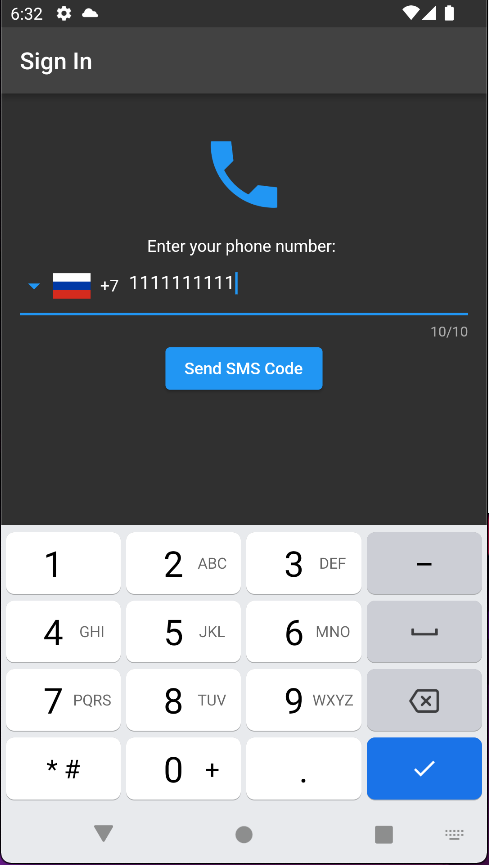 6:32
Sign In
Enter your phone number:
+7 1111111111
10/10
Send SMS Code
1 2 ABC 3 DEF -
4 GHI 5 JKL 6 MNO
7 PQRS 8 TUV 9 WXYZ
* # 0 + .